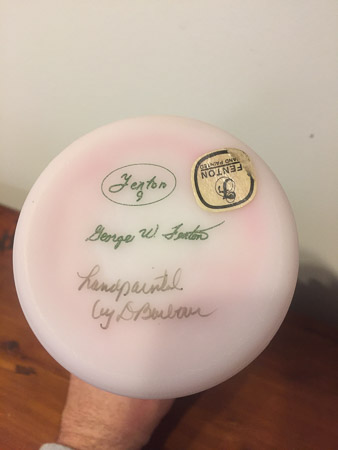 Fenton
9
FENTON
HAND PAINTED
George W. Fenton
handpainted
by D Barbour